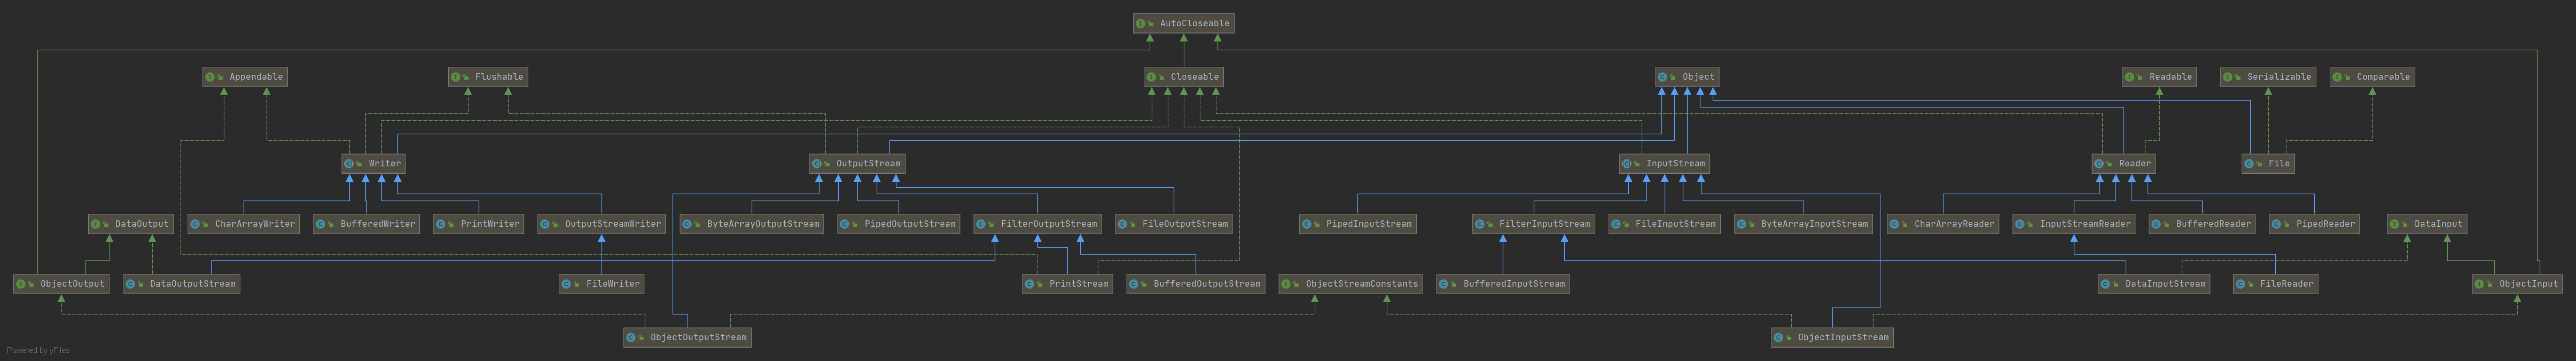 AutoCloseable
Appendable
Flushable
Closeable
Object
Readable
Serializable
Comparable
Writer
OutputStream
InputStream
Reader
File
DataOutput
CharArrayWriter
BufferedWriter
PrintWriter
OutputStreamWriter
ByteArrayOutputStream
PipedOutputStream
FilterOutputStream
FileOutputStream
PipedInputStream
FilterInputStream
FileInputStream
ByteArrayInputStream
CharArrayReader
InputStreamReader
BufferedReader
PipedReader
DataInput
ObjectOutput
DataOutputStream
FileWriter
PrintStream
BufferedOutputStream
ObjectStreamConstants
BufferedInputStream
DataInputStream
FileReader
ObjectInput
ObjectOutputStream
ObjectInputStream
Powered by yFiles